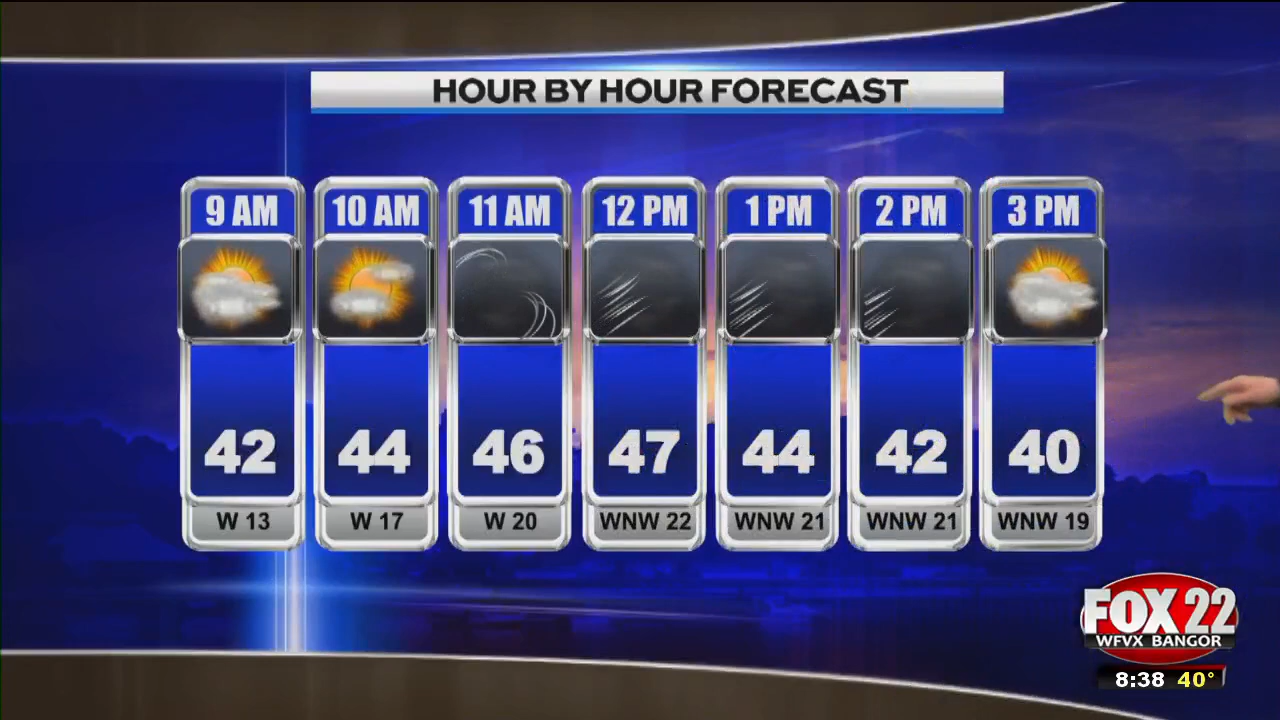 HOUR BY HOUR FORECAST
9 AM 10 AM 11 AM 12 PM 1 PM 2 PM 3 PM
42 44 46 47 44 42 40
W 13 W 17 W 20 WNW 22 WNW 21 WNW 21 WNW 19
FOX 22
WFVX BANGOR
8:38 40°